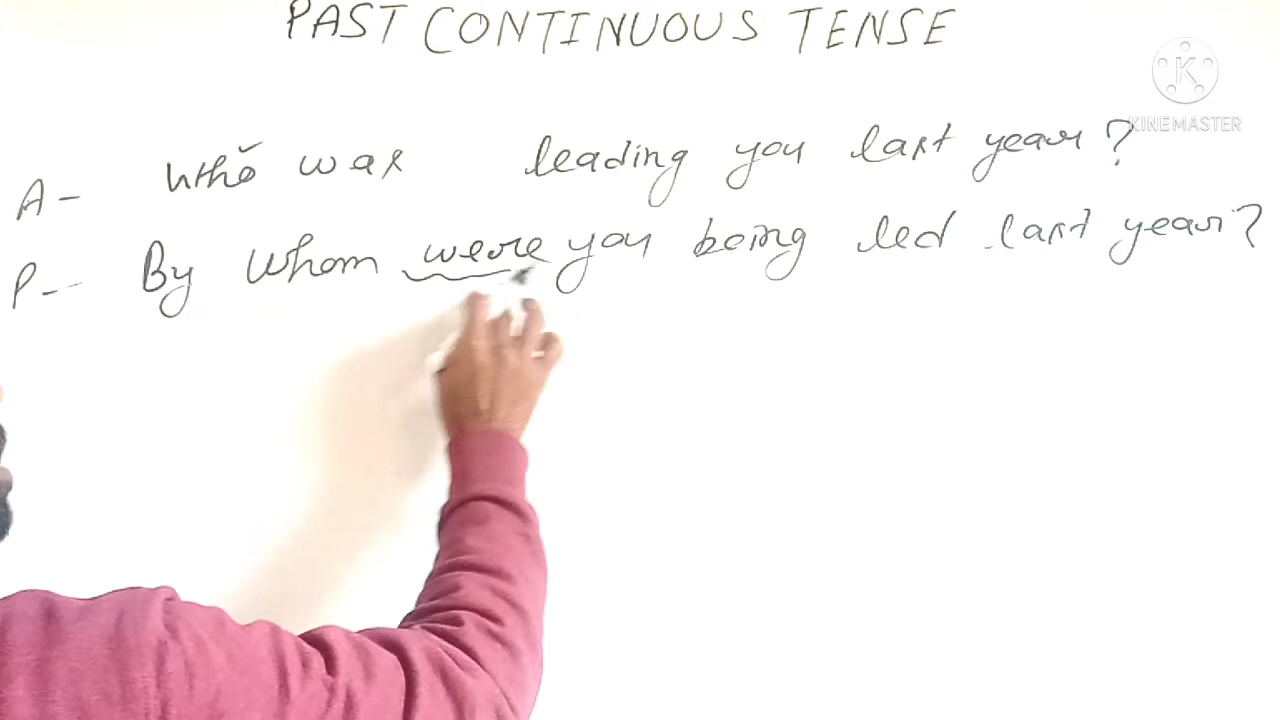 PAST CONTINUOUS TENSE
K
KINEMASTER
A- Who was leading you last year?
P- By whom were you being led last year?